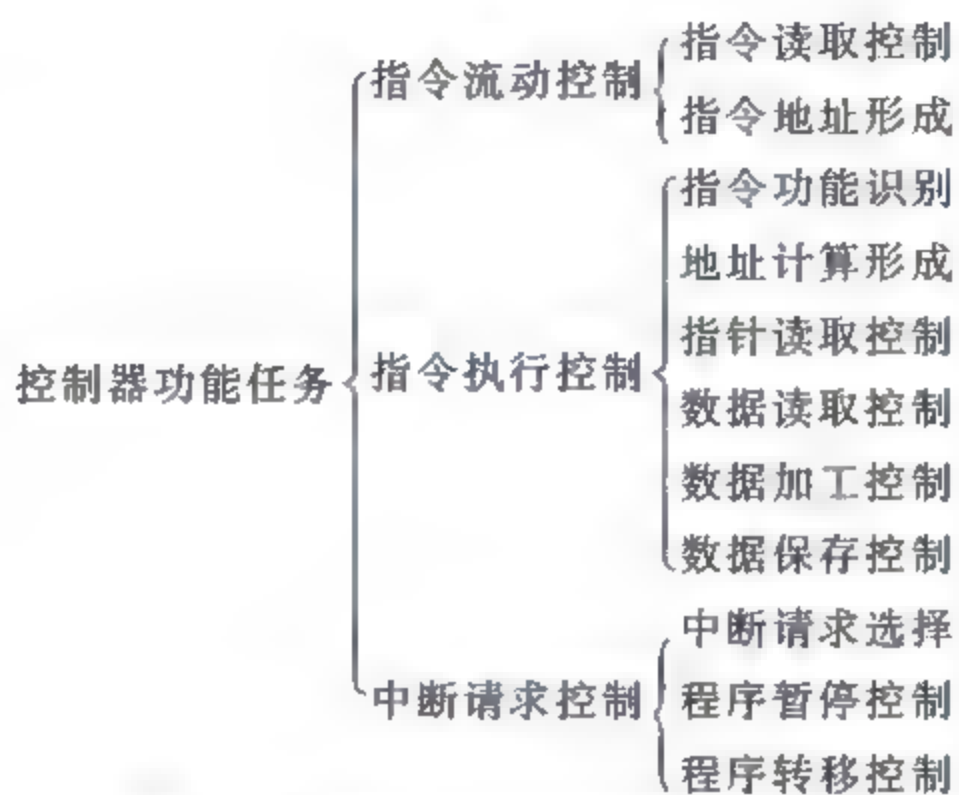 控制器功能任务
指令流动控制
指令读取控制
指令地址形成
指令执行控制
指令功能识别
地址计算形成
指针读取控制
数据读取控制
数据加工控制
数据保存控制
中断请求控制
中断请求选择
程序暂停控制
程序转移控制